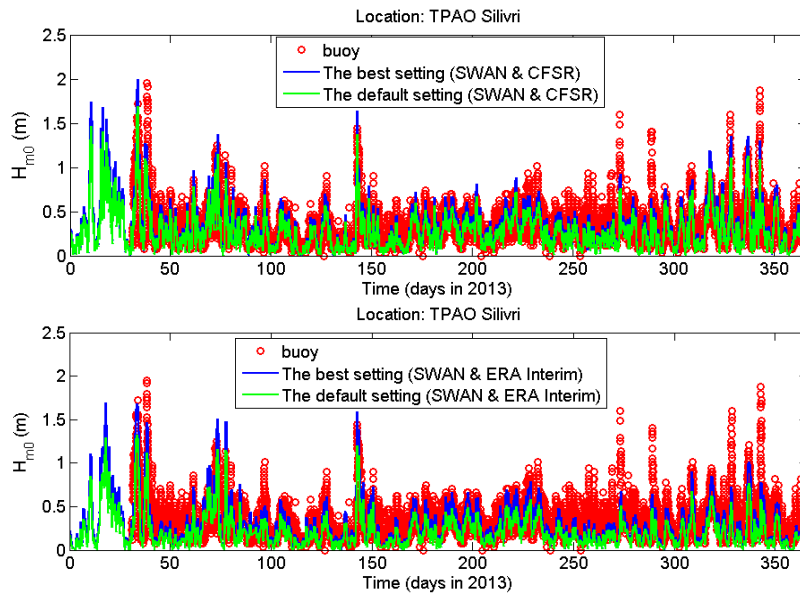 Location: TPAO Silivri
2.5
2
1.5
1
0.5
0
H_m0 (m)
buoy
The best setting (SWAN & CFSR)
The default setting (SWAN & CFSR)
0 50 100 150 200 250 300 350
Time (days in 2013)
Location: TPAO Silivri
2.5
2
1.5
1
0.5
0
H_m0 (m)
buoy
The best setting (SWAN & ERA Interim)
The default setting (SWAN & ERA Interim)
0 50 100 150 200 250 300 350
Time (days in 2013)